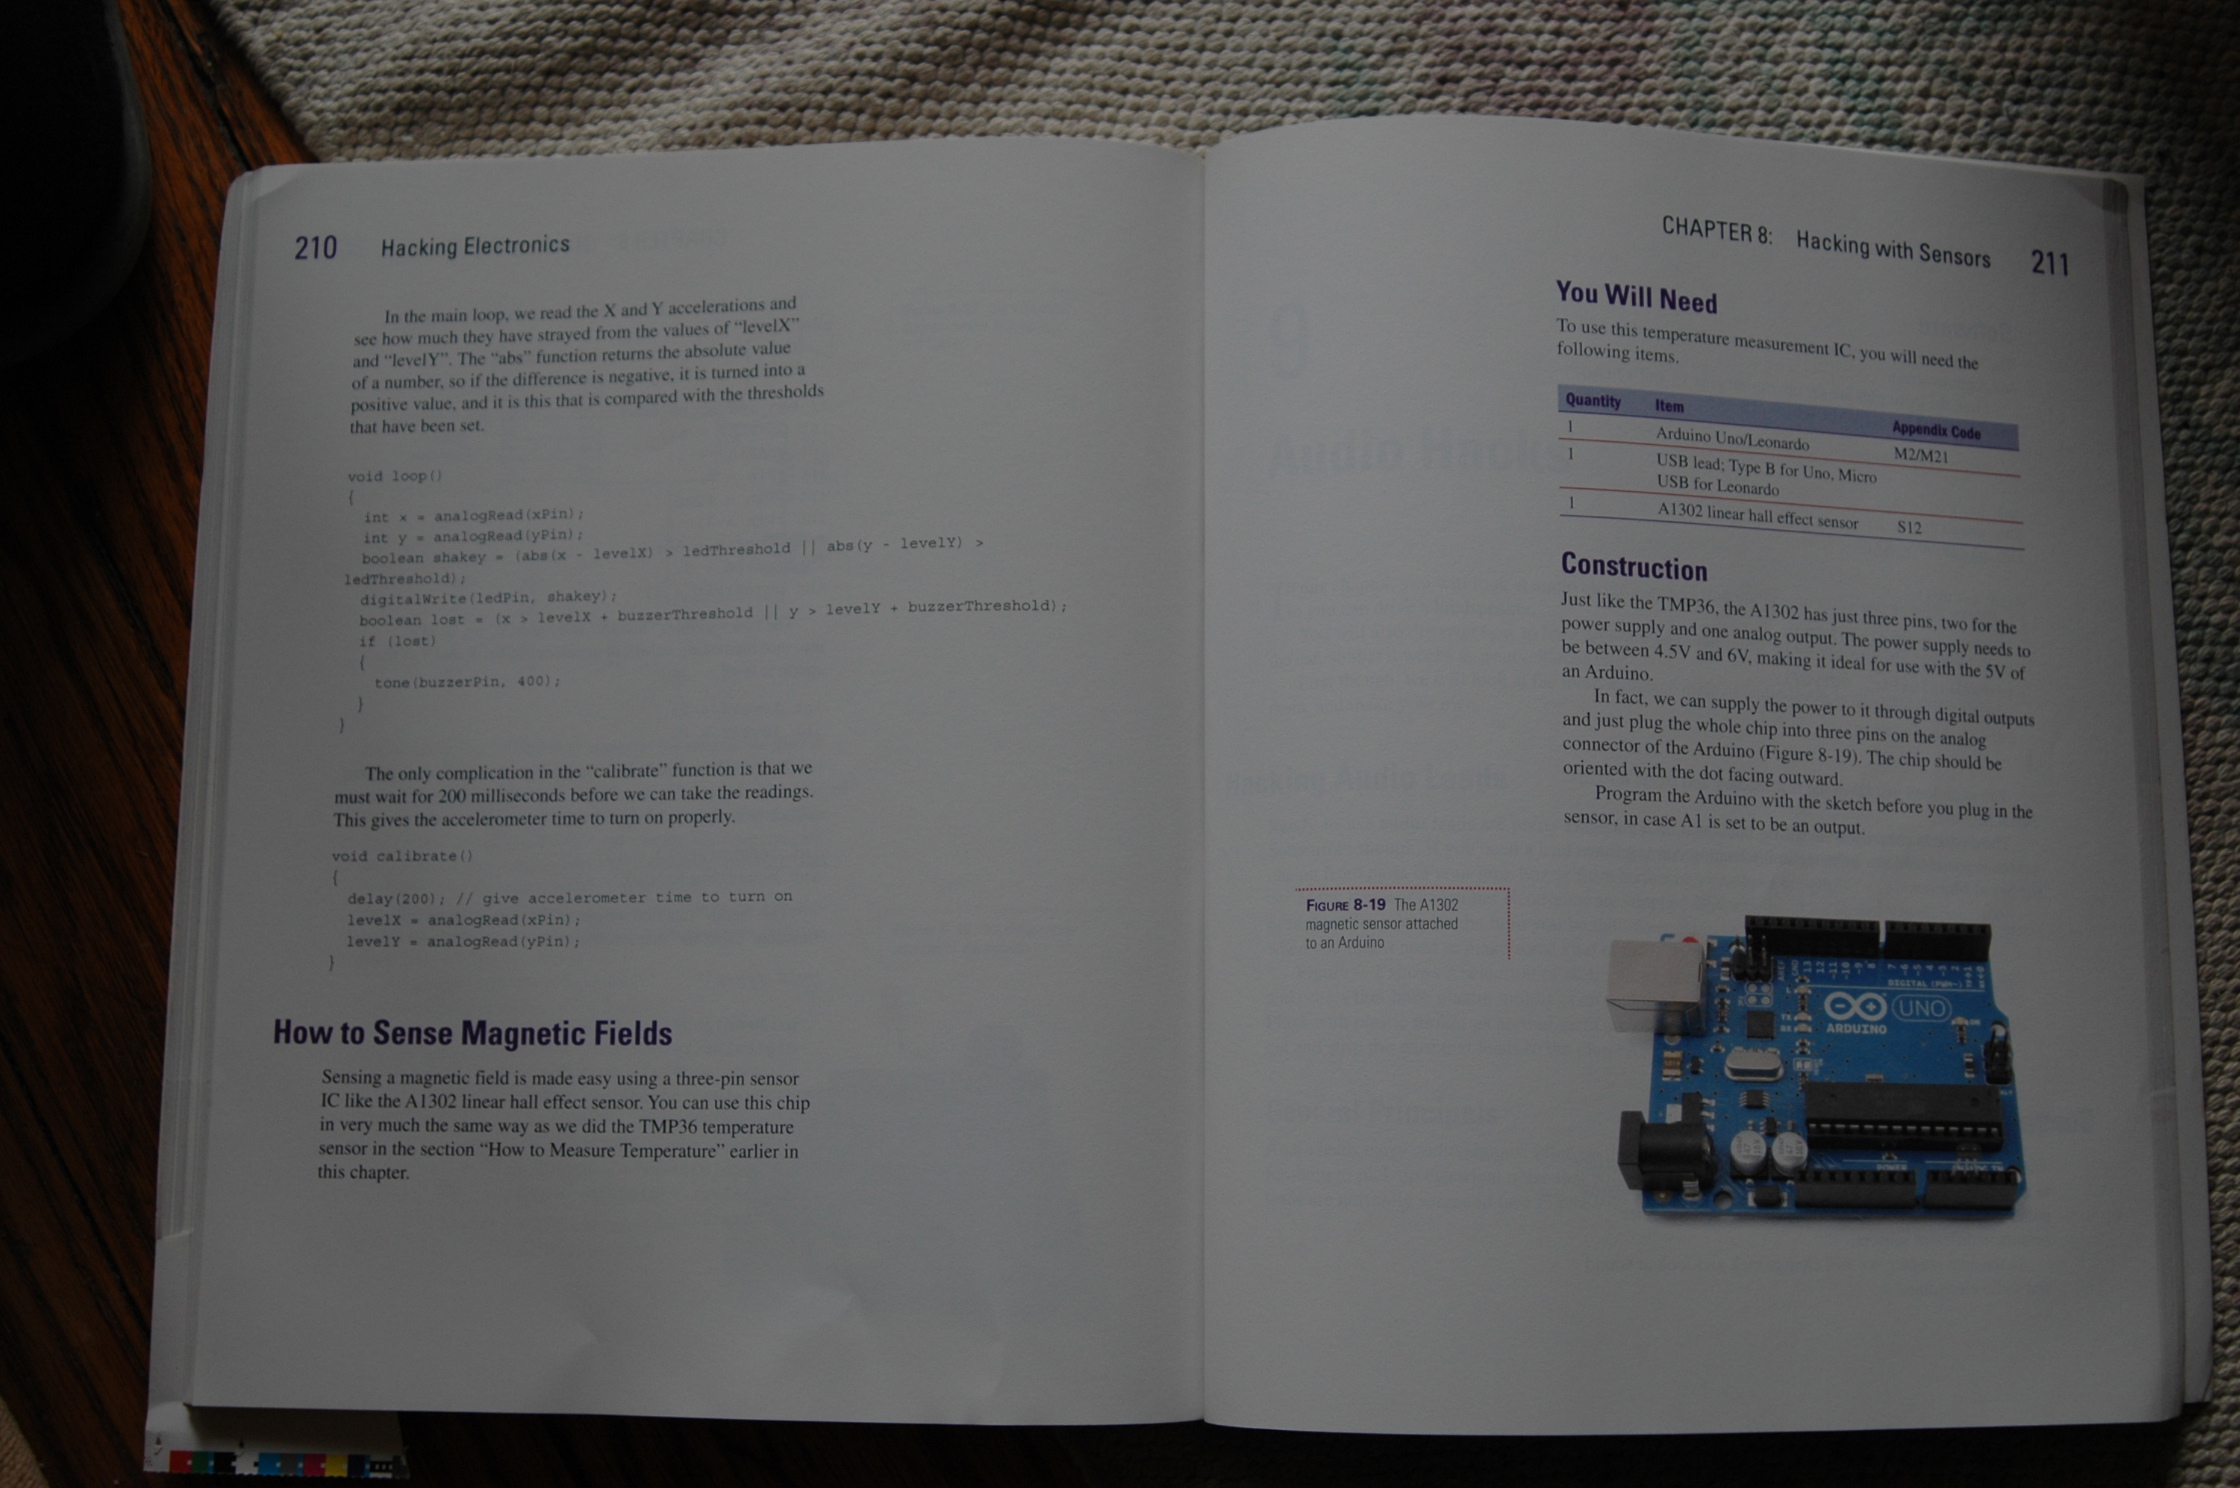 210 Hacking Electronics
In the main loop, we read the X and Y accelerations and
see how much they have strayed from the values of “levelX”
and “levelY”. The “abs” function returns the absolute value
of a number, so if the difference is negative, it is turned into a
positive value, and it is this that is compared with the thresholds
that have been set.
void loop()
{
int x = analogRead(xPin);
int y = analogRead(yPin);
boolean shakey = (abs(x - levelX) > ledThreshold || abs(y - levelY) >
ledThreshold);
digitalWrite(ledPin, shakey);
boolean lost = (x > levelX + buzzerThreshold || y > levelY + buzzerThreshold);
if (lost)
{
tone(buzzerPin, 400);
}
}
The only complication in the “calibrate” function is that we
must wait for 200 milliseconds before we can take the readings.
This gives the accelerometer time to turn on properly.
void calibrate()
{
delay(200); // give accelerometer time to turn on
levelX = analogRead(xPin);
levelY = analogRead(yPin);
}
How to Sense Magnetic Fields
Sensing a magnetic field is made easy using a three-pin sensor
IC like the A1302 linear hall effect sensor. You can use this chip
in very much the same way as we did the TMP36 temperature
sensor in the section “How to Measure Temperature” earlier in
this chapter.
CHAPTER 8: Hacking with Sensors 211
You Will Need
To use this temperature measurement IC, you will need the
following items.
Quantity Item Appendix Code
1 Arduino Uno/Leonardo M2/M21
1 USB lead; Type B for Uno, Micro
USB for Leonardo
1 A1302 linear hall effect sensor S12
Construction
Just like the TMP36, the A1302 has just three pins, two for the
power supply and one analog output. The power supply needs to
be between 4.5V and 6V, making it ideal for use with the 5V of
an Arduino.
In fact, we can supply the power to it through digital outputs
and just plug the whole chip into three pins on the analog
connector of the Arduino (Figure 8-19). The chip should be
oriented with the dot facing outward.
Program the Arduino with the sketch before you plug in the
sensor, in case A1 is set to be an output.
FIGURE 8-19 The A1302
magnetic sensor attached
to an Arduino
AREF
GND
13
12
DIGITAL (PWM~)
UNO
ARDUINO
POWER